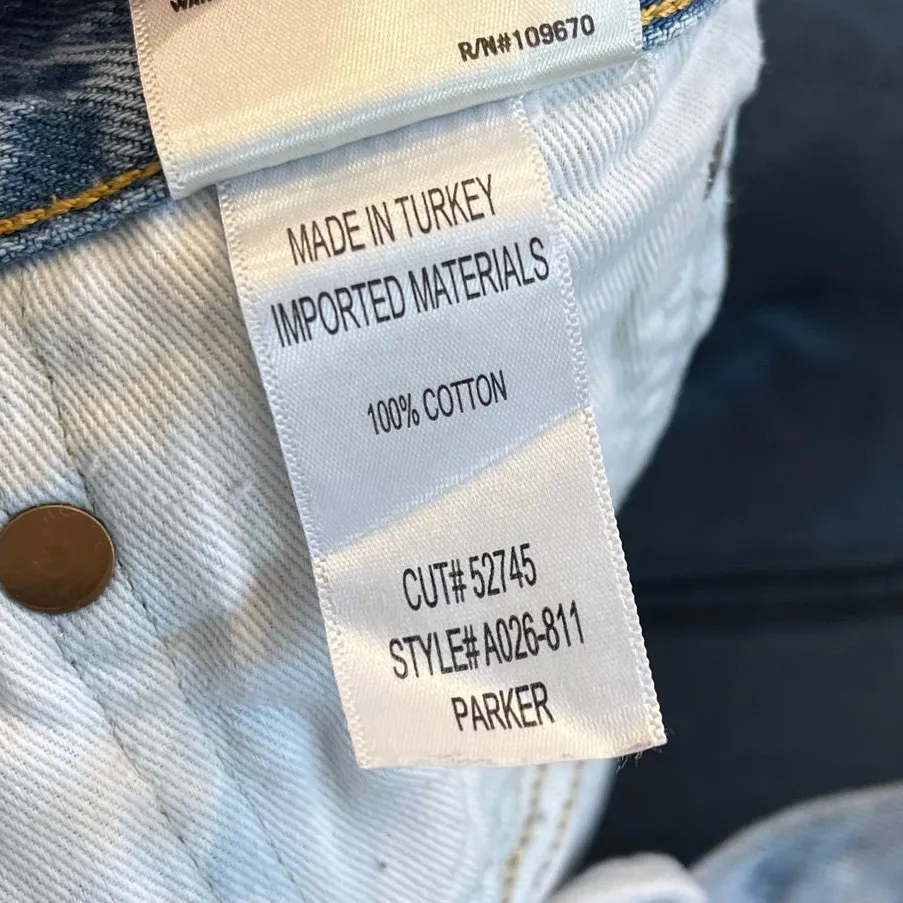 R/N#109670
MADE IN TURKEY
IMPORTED MATERIALS
100% COTTON
CUT# 52745
STYLE# A026-811
PARKER